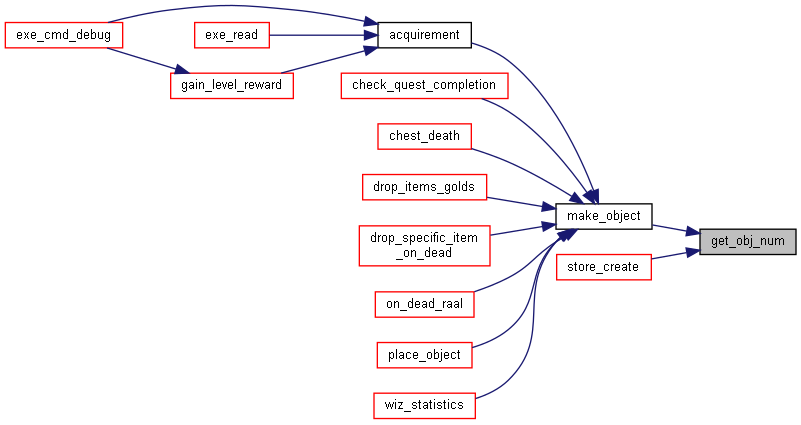 exe_cmd_debug
exe_read
acquirement
gain_level_reward
check_quest_completion
chest_death
drop_items_golds
make_object
drop_specific_item
_on_dead
get_obj_num
store_create
on_dead_raal
place_object
wiz_statistics